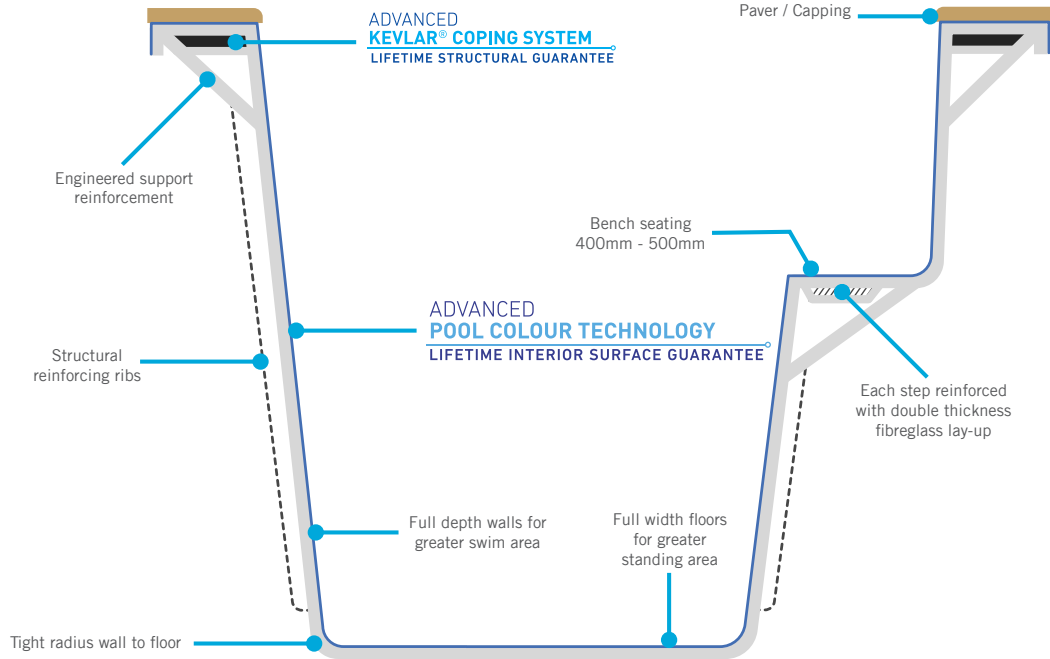 Paver / Capping
ADVANCED
KEVLAR® COPING SYSTEM
LIFETIME STRUCTURAL GUARANTEE
Engineered support
reinforcement
Bench seating
400mm - 500mm
ADVANCED
POOL COLOUR TECHNOLOGY
LIFETIME INTERIOR SURFACE GUARANTEE
Structural
reinforcing ribs
Each step reinforced
with double thickness
fibreglass lay-up
Full depth walls for
greater swim area
Full width floors
for greater
standing area
Tight radius wall to floor